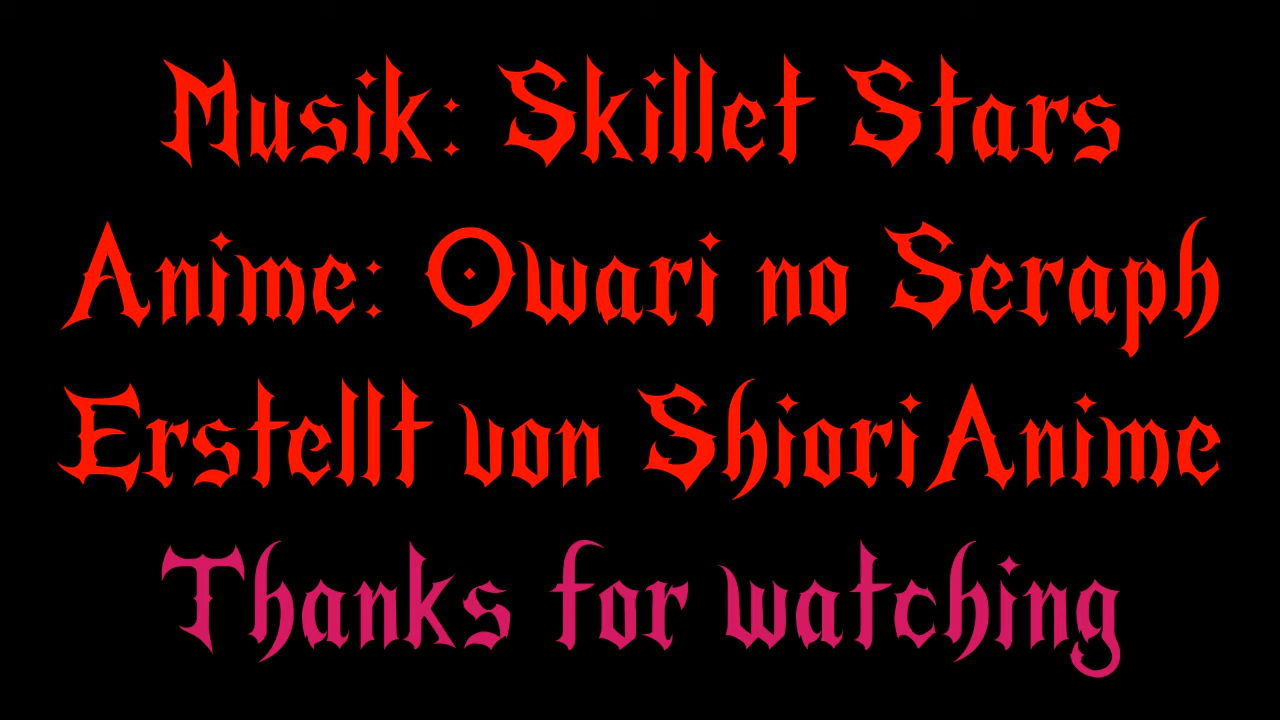 Musik: Skillet Stars
Anime: Owari no Seraph
Erstellt von ShioriAnime
Thanks for watching